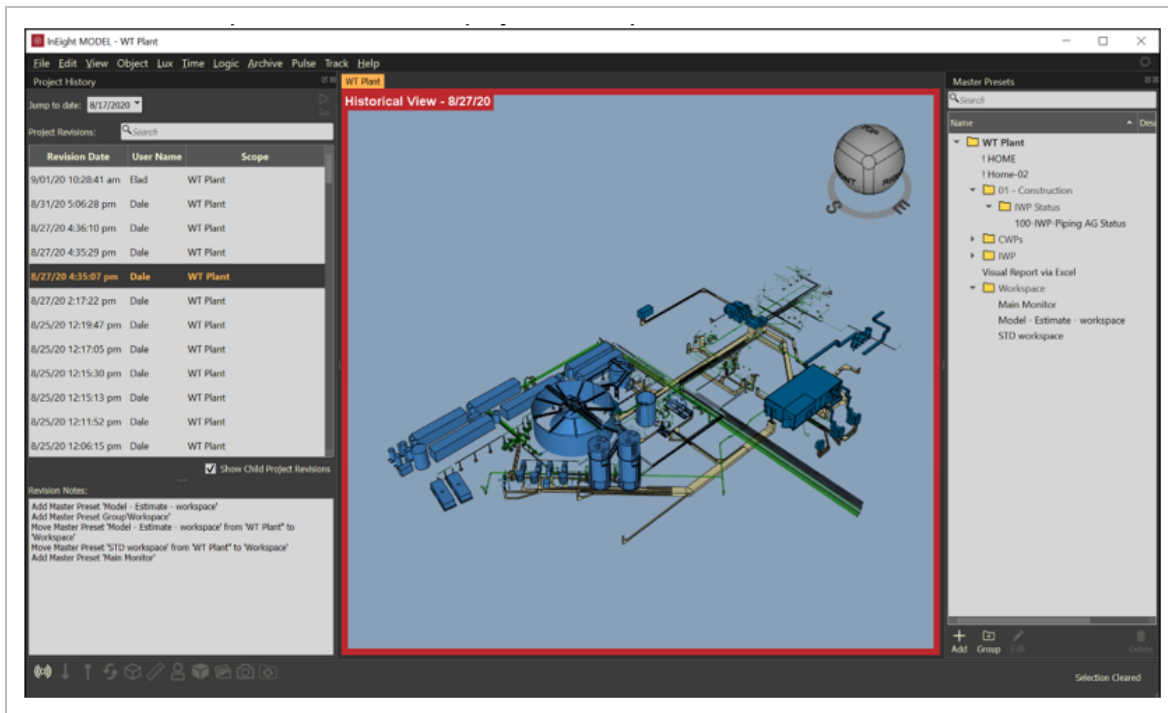 InEight MODEL - WT Plant
File Edit View Object Lux Time Logic Archive Pulse Track Help
Project History
Jump to date: 8/17/2020
Go
Project Revisions: Search
Revision Date User Name Scope
9/01/20 10:28:41 am Elad WT Plant
8/31/20 5:06:28 pm Dale WT Plant
8/27/20 4:36:10 pm Dale WT Plant
8/27/20 4:35:29 pm Dale WT Plant
8/27/20 4:35:07 pm Dale WT Plant
8/27/20 2:17:22 pm Dale WT Plant
8/25/20 12:19:47 pm Dale WT Plant
8/25/20 12:17:05 pm Dale WT Plant
8/25/20 12:15:30 pm Dale WT Plant
8/25/20 12:15:13 pm Dale WT Plant
8/25/20 12:11:52 pm Dale WT Plant
8/25/20 12:06:15 pm Dale WT Plant
Show Child Project Revisions
Revision Notes:
Add Master Preset 'Model - Estimate - workspace'
Add Master Preset Group'Workspace'
Move Master Preset 'Model - Estimate - workspace' from 'WT Plant" to
'Workspace'
Move Master Preset 'STD workspace' from 'WT Plant" to 'Workspace'
Add Master Preset 'Main Monitor'
WT Plant
Historical View - 8/27/20
TOP
FRONT
RIGHT
S
E
Master Presets
Search
Name
WT Plant
! HOME
! Home-02
01 - Construction
IWP Status
100-IWP-Piping AG Status
CWPs
IWP
Visual Report via Excel
Workspace
Main Monitor
Model - Estimate - workspace
STD workspace
Add Group Edit Delete
Selection Cleared